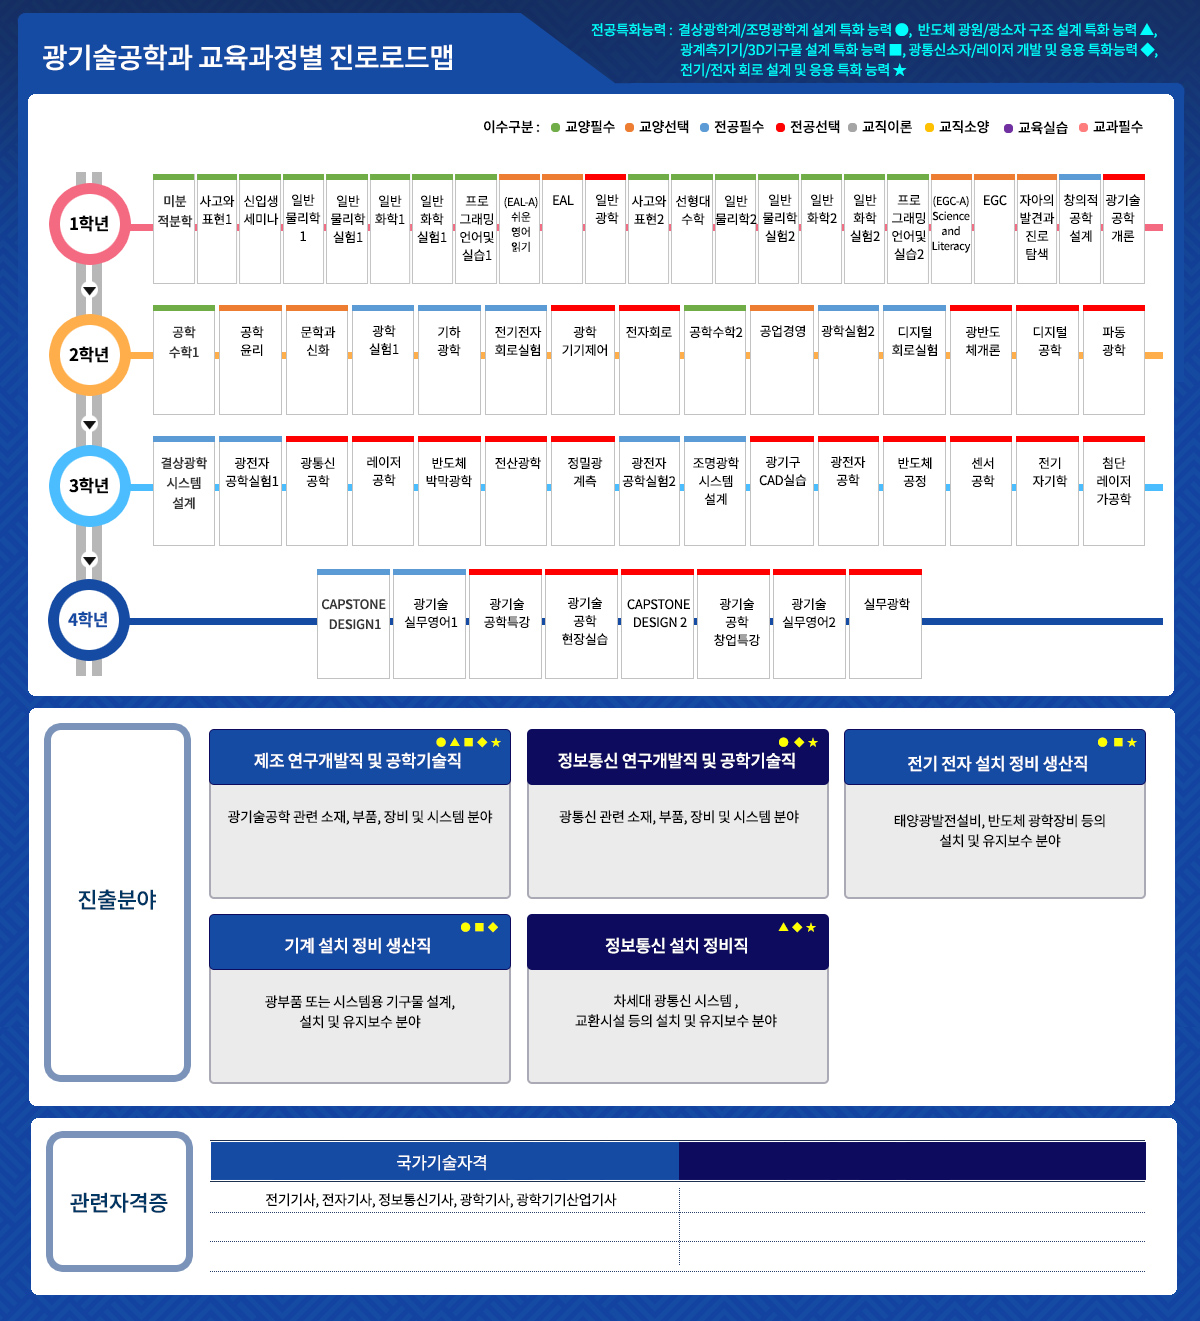 광기술공학과 교육과정별 진로로드맵
전공특화능력 : 결상광학계/조명광학계 설계 특화 능력 ●, 반도체 광원/광소자 구조 설계 특화 능력 ▲,
광계측기기/3D기구물 설계 특화 능력 ■, 광통신소자/레이저 개발 및 응용 특화능력 ◆,
전기/전자 회로 설계 및 응용 특화 능력 ★
이수구분 : ● 교양필수 ● 교양선택 ● 전공필수 ● 전공선택 ● 교직이론 ● 교직소양 ● 교육실습 ● 교과필수
1학년
미분
적분학
사고와
표현1
신입생
세미나
일반
물리학
1
일반
물리학
실험1
일반
화학1
일반
화학
실험1
프로
그래밍
언어및
실습1
(EAL-A)
쉬운
영어
읽기
EAL
일반
광학
사고와
표현2
선형대
수학
일반
물리학2
일반
물리학
실험2
일반
화학2
일반
화학
실험2
프로
그래밍
언어및
실습2
(EGC-A)
Science
and
Literacy
EGC
자아의
발견과
진로
탐색
창의적
공학
설계
광기술
공학
개론
2학년
공학
수학1
공학
윤리
문학과
신화
광학
실험1
기하
광학
전기전자
회로실험
광학
기기제어
전자회로
공학수학2
공업경영
광학실험2
디지털
회로실험
광반도
체개론
디지털
공학
파동
광학
3학년
결상광학
시스템
설계
광전자
공학실험1
광통신
공학
레이저
공학
반도체
박막광학
전산광학
정밀광
계측
광전자
공학실험2
조명광학
시스템
설계
광기구
CAD실습
광전자
공학
반도체
공정
센서
공학
전기
자기학
첨단
레이저
가공학
4학년
CAPSTONE
DESIGN1
광기술
실무영어1
광기술
공학특강
광기술
공학
현장실습
CAPSTONE
DESIGN 2
광기술
공학
창업특강
광기술
실무영어2
실무광학
진출분야
●▲■◆★
제조 연구개발직 및 공학기술직
광기술공학 관련 소재, 부품, 장비 및 시스템 분야
● ◆★
정보통신 연구개발직 및 공학기술직
광통신 관련 소재, 부품, 장비 및 시스템 분야
● ■★
전기 전자 설치 정비 생산직
태양광발전설비, 반도체 광학장비 등의
설치 및 유지보수 분야
●■◆
기계 설치 정비 생산직
광부품 또는 시스템용 기구물 설계,
설치 및 유지보수 분야
▲◆★
정보통신 설치 정비직
차세대 광통신 시스템 ,
교환시설 등의 설치 및 유지보수 분야
관련자격증
국가기술자격
전기기사, 전자기사, 정보통신기사, 광학기사, 광학기기산업기사